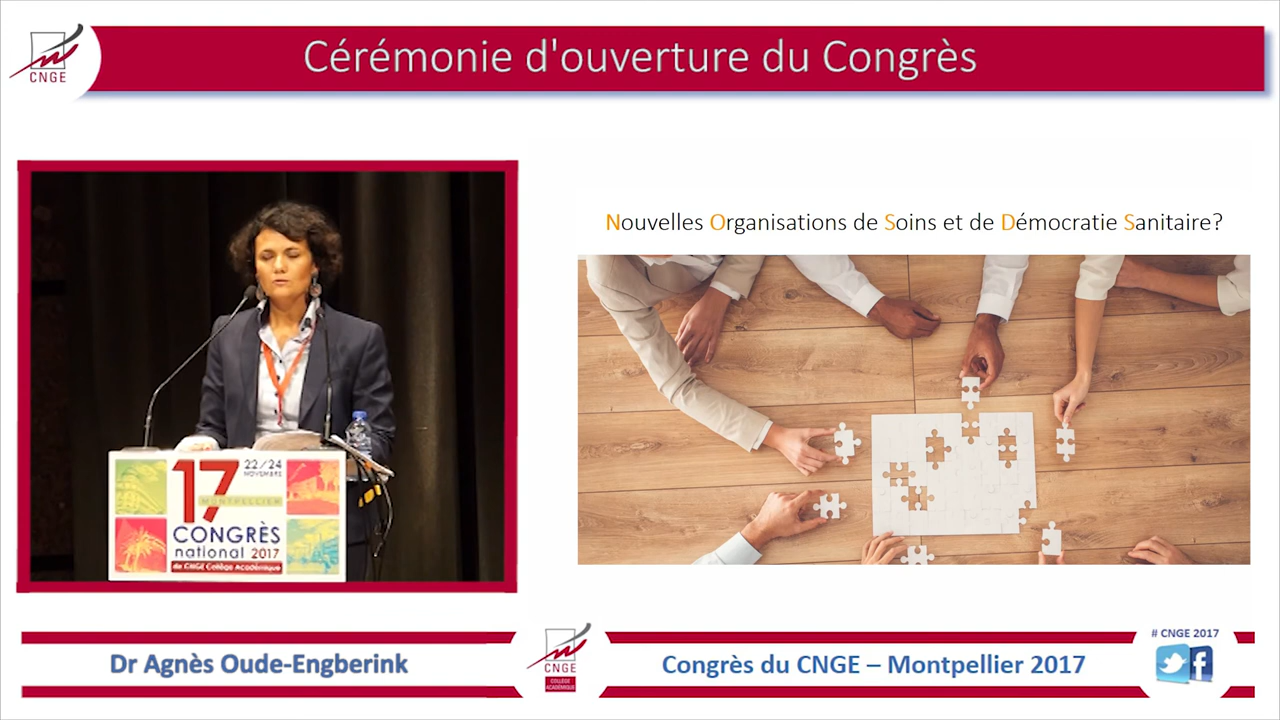 CNGE
Cérémonie d'ouverture du Congrès
Nouvelles Organisations de Soins et de Démocratie Sanitaire?
17
22/24
NOVEMBRE
MONTPELLIER
CONGRÈS
national 2017
du CNGE Collège Académique
Dr Agnès Oude-Engberink
CNGE
COLLÈGE
ACADÉMIQUE
Congrès du CNGE – Montpellier 2017
# CNGE 2017